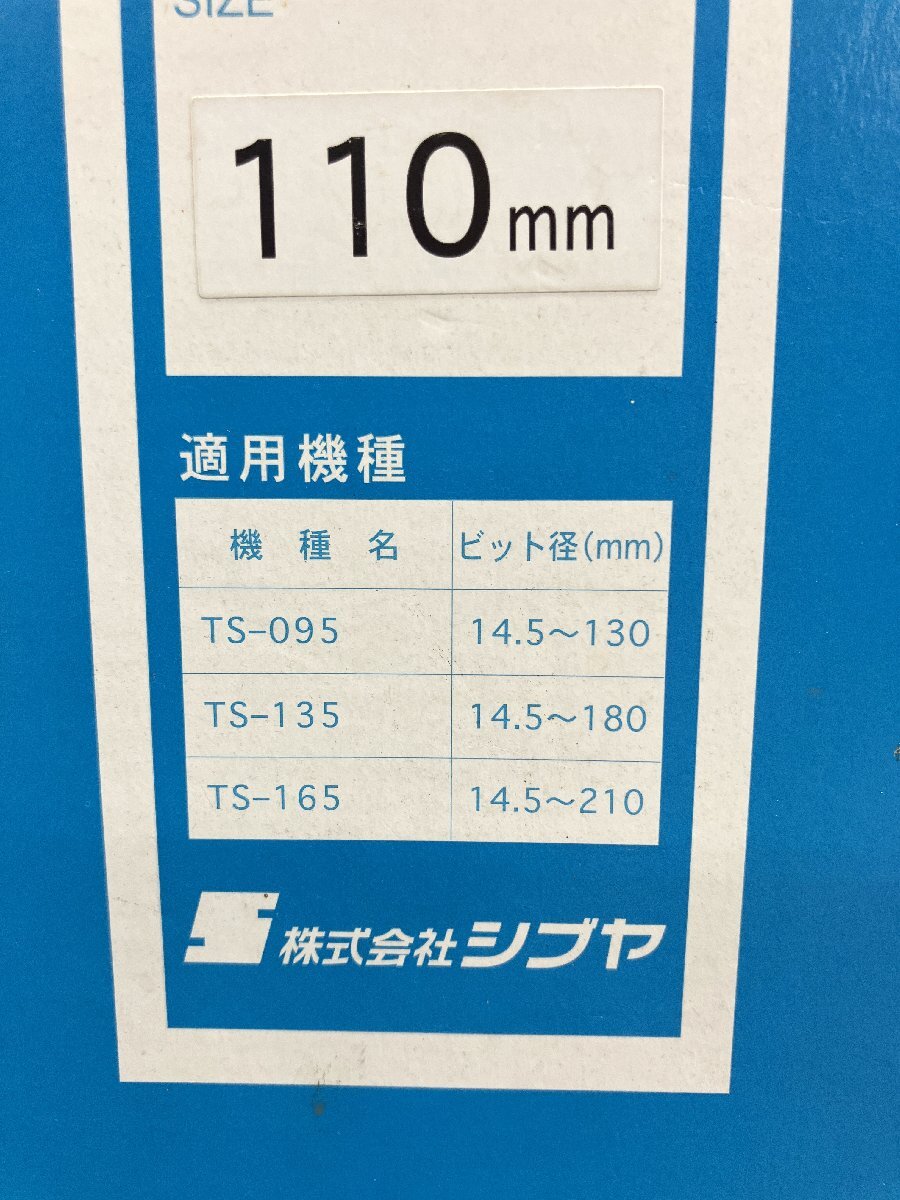 SIZE
110mm
適用機種
機種名 ビット径(mm)
TS-095 14.5〜130
TS-135 14.5〜180
TS-165 14.5〜210
株式会社シブヤ